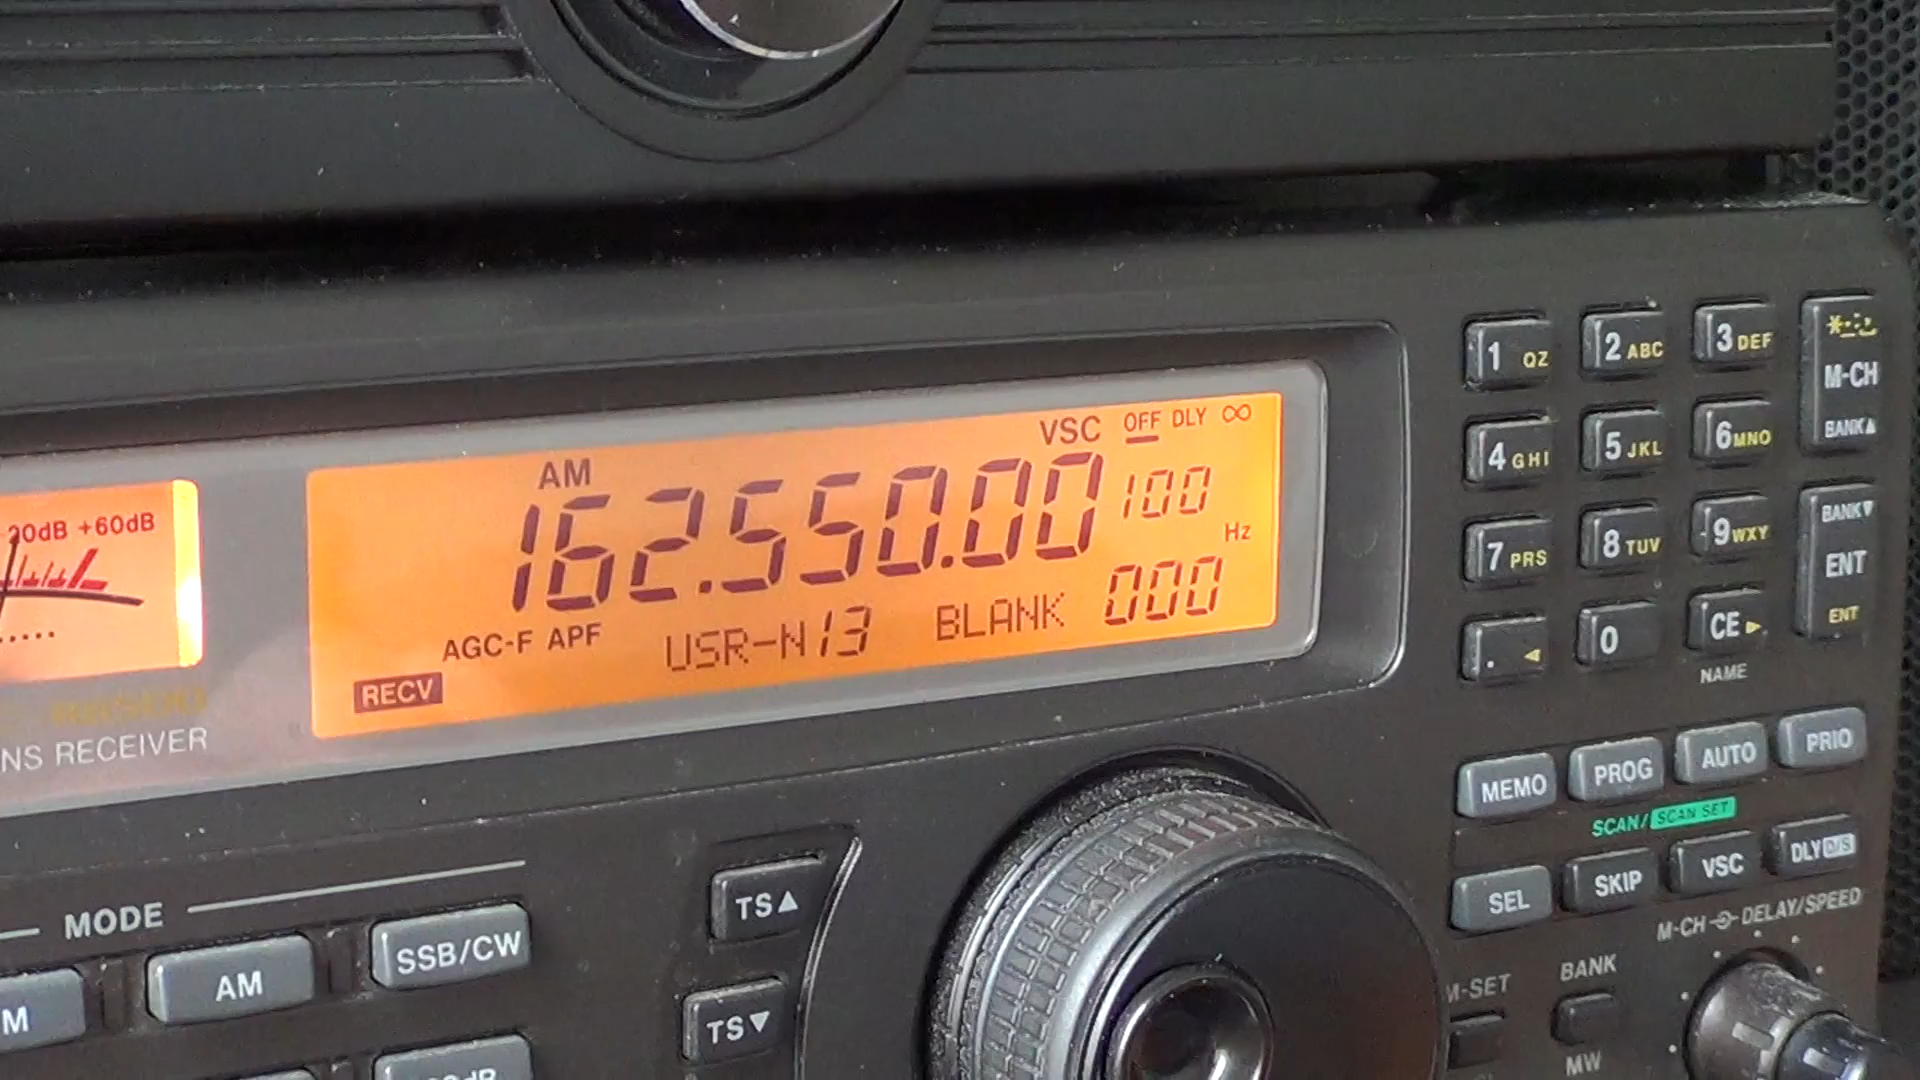 VSC OFF DLY ∞
AM
162.550.00 100
Hz
AGC-F APF USR-N13 BLANK 000
RECV
20dB +60dB
NS RECEIVER
1 QZ
2 ABC
3 DEF
M-CH
BANK▲
4 GHI
5 JKL
6 MNO
7 PRS
8 TUV
9 WXY
BANK▼
ENT
ENT
. ◀
0
CE ▶
NAME
MEMO
PROG
AUTO
PRIO
SCAN/ SCAN SET
SEL
SKIP
VSC
DLY D/S
M-CH DELAY/SPEED
MODE
M
AM
SSB/CW
TS▲
TS▼
M-SET
BANK
MW